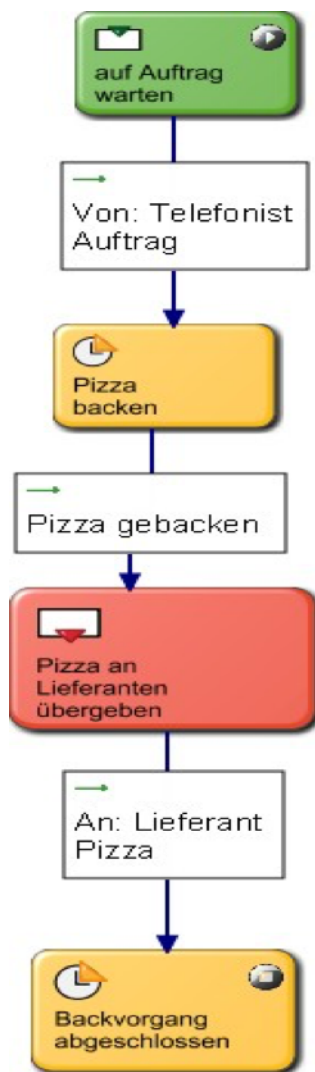 auf Auftrag
warten
Von: Telefonist
Auftrag
Pizza
backen
Pizza gebacken
Pizza an
Lieferanten
übergeben
An: Lieferant
Pizza
Backvorgang
abgeschlossen